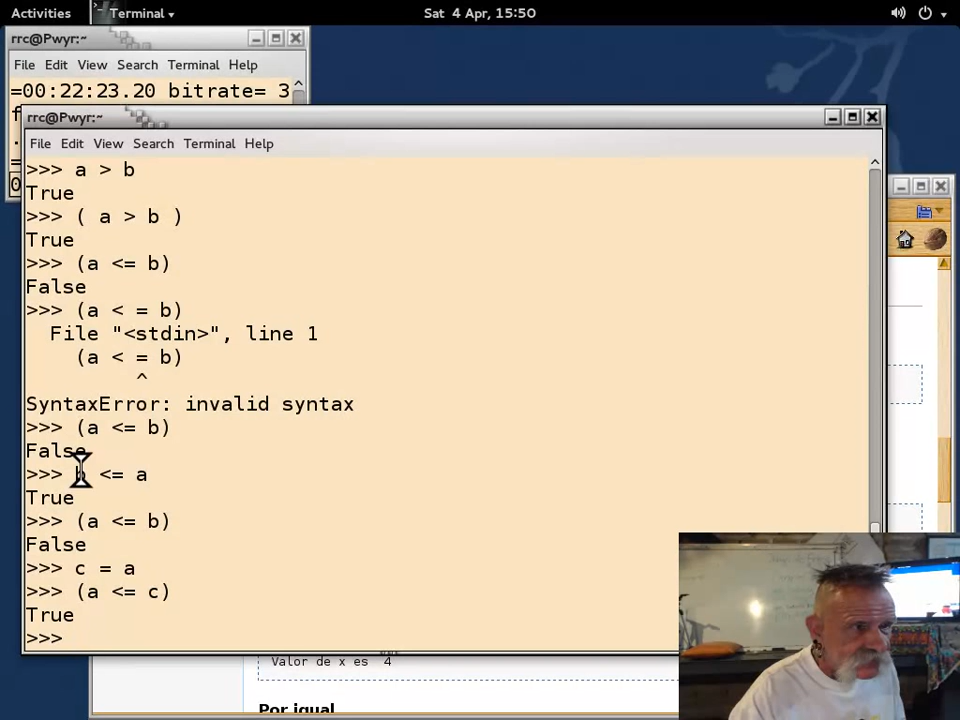 Activities Terminal Sat 4 Apr, 15:50
rrc@Pwyr:~
File Edit View Search Terminal Help
=00:22:23.20 bitrate= 3
rrc@Pwyr:~
File Edit View Search Terminal Help
>>> a > b
True
>>> ( a > b )
True
>>> (a <= b)
False
>>> (a < = b)
File "<stdin>", line 1
(a < = b)
^
SyntaxError: invalid syntax
>>> (a <= b)
False
>>> b <= a
True
>>> (a <= b)
False
>>> c = a
>>> (a <= c)
True
>>>
Valor de x es 4
Por igual